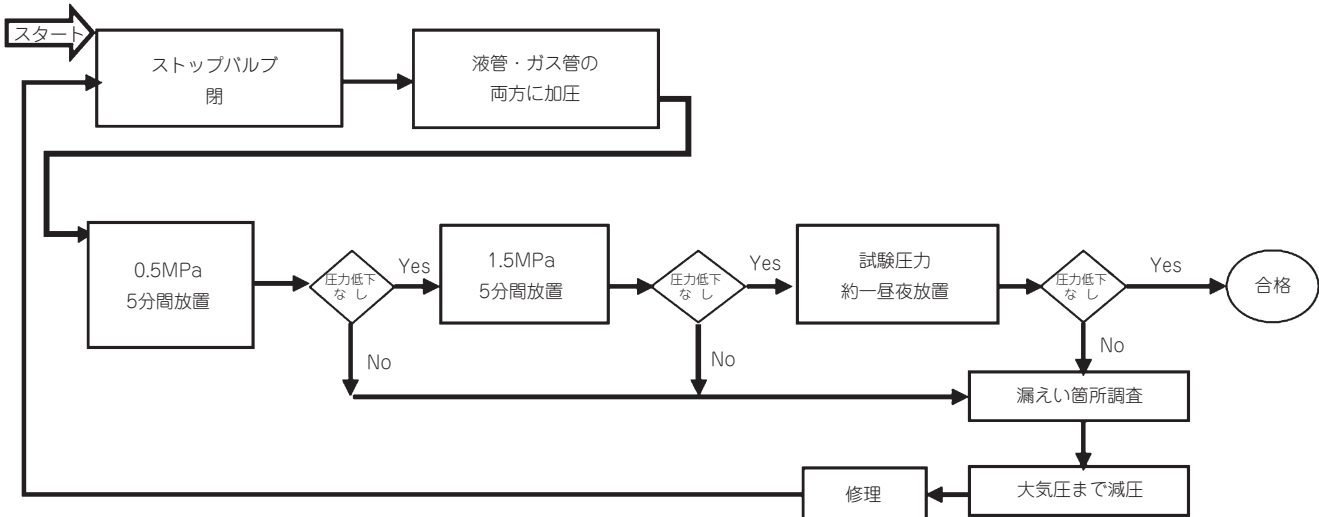 スタート
ストップバルブ
閉
液管・ガス管の
両方に加圧
0.5MPa
5分間放置
圧力低下
な し
Yes
No
1.5MPa
5分間放置
圧力低下
な し
Yes
No
試験圧力
約一昼夜放置
圧力低下
な し
Yes
No
合格
漏えい箇所調査
大気圧まで減圧
修理